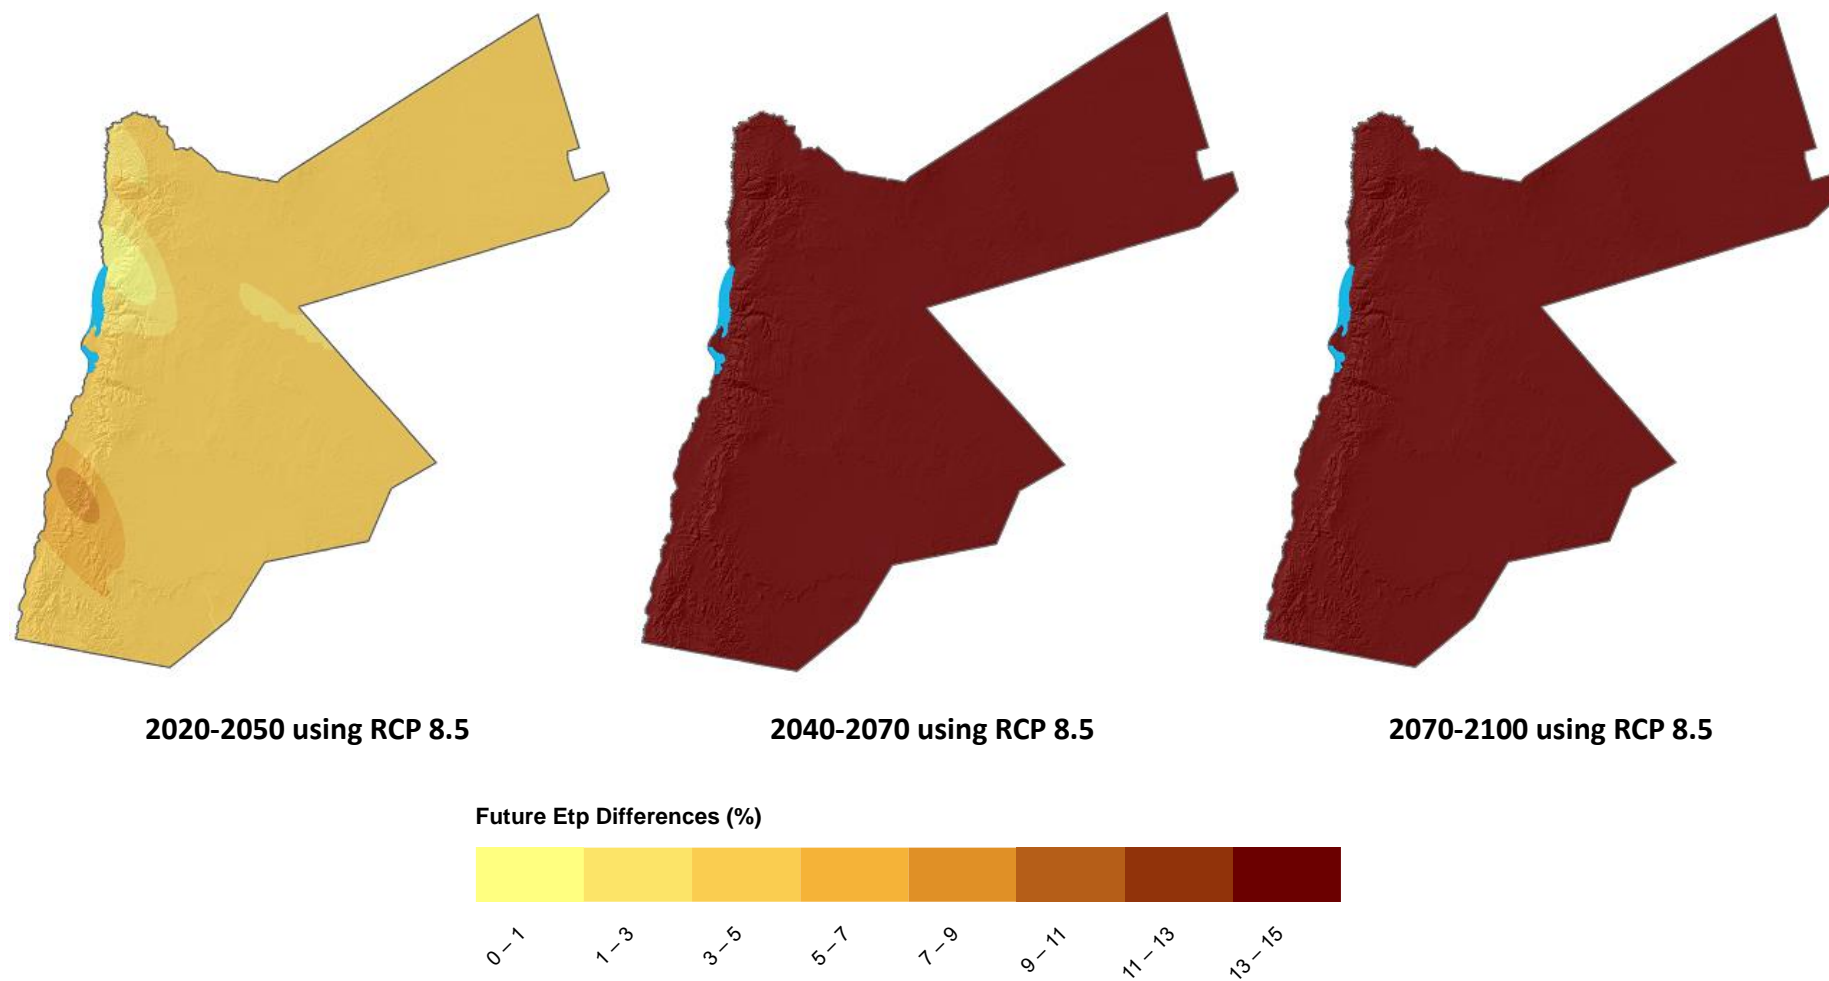 2020-2050 using RCP 8.5
2040-2070 using RCP 8.5
2070-2100 using RCP 8.5
Future Etp Differences (%)
0 – 1
1 – 3
3 – 5
5 – 7
7 – 9
9 – 11
11 – 13
13 – 15